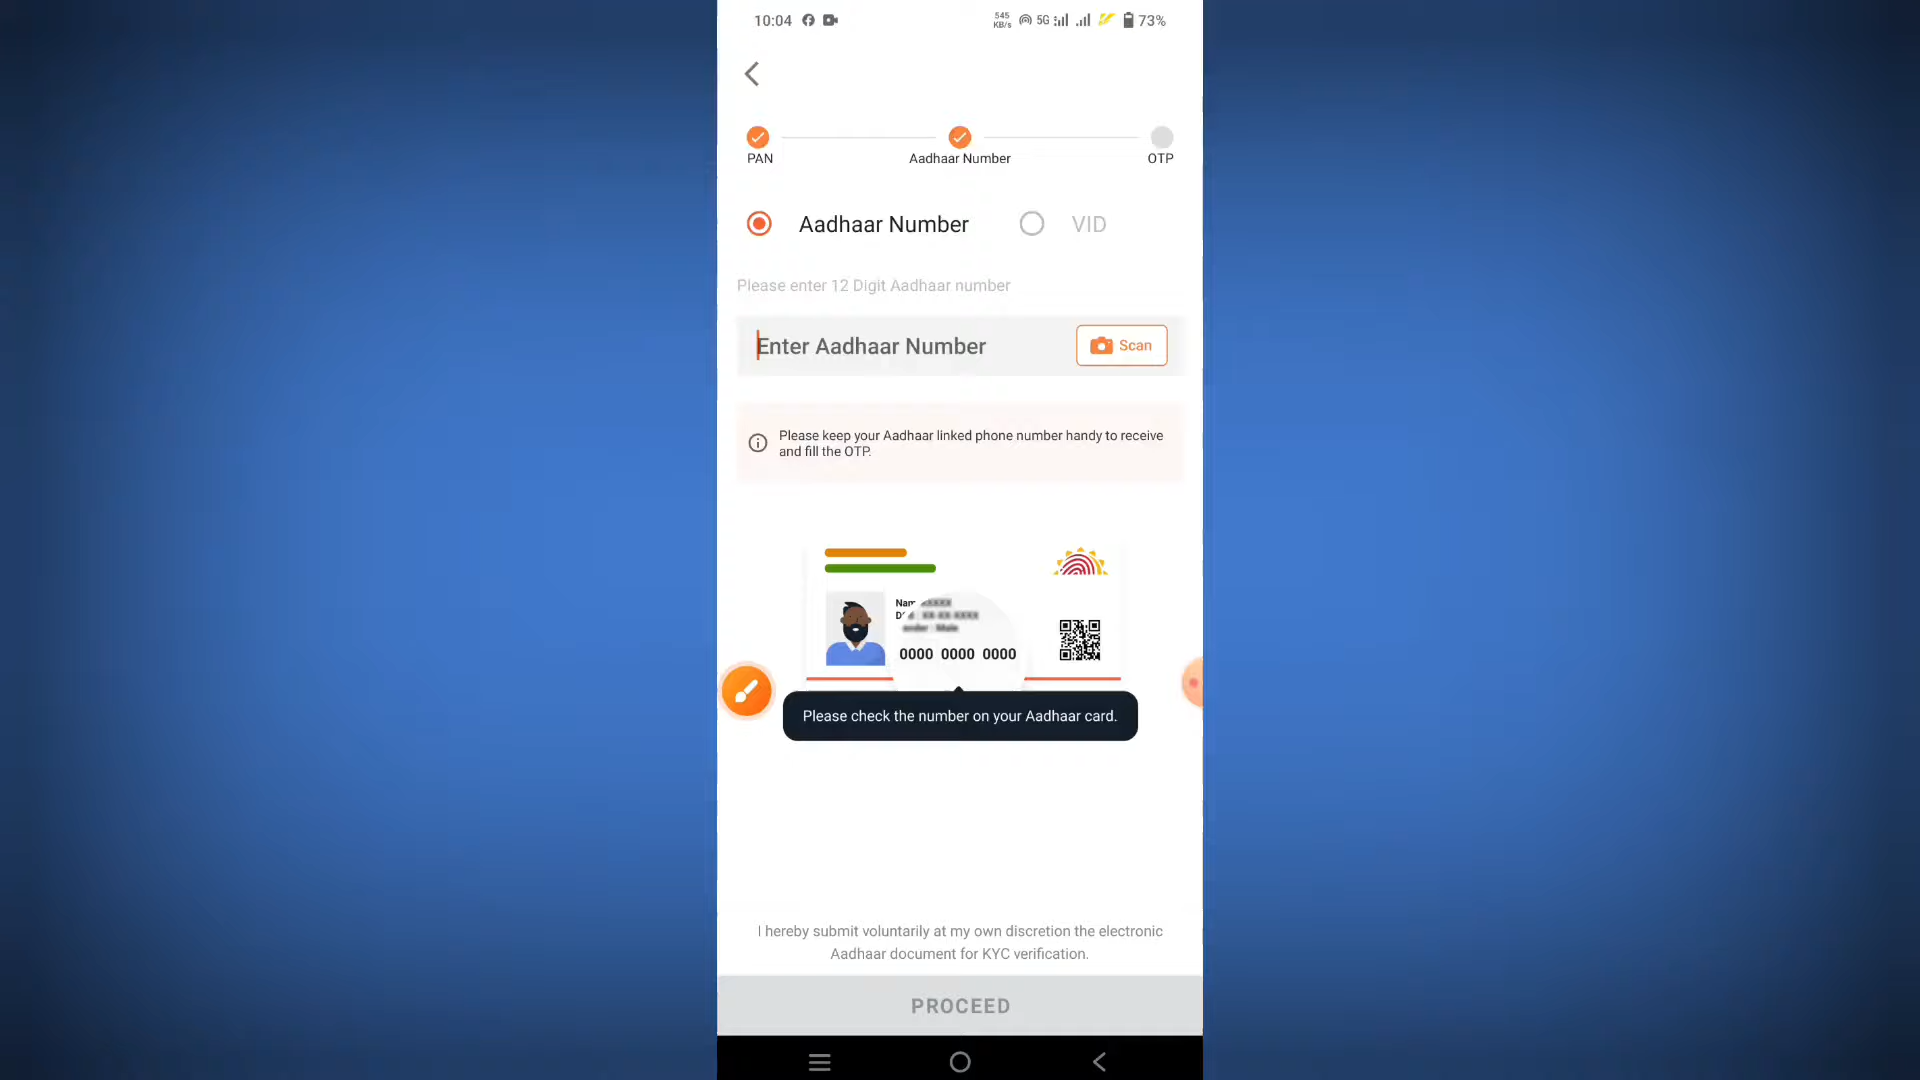 10:04 545 KB/s 5G 73%
PAN Aadhaar Number OTP
Aadhaar Number VID
Please enter 12 Digit Aadhaar number
Enter Aadhaar Number Scan
Please keep your Aadhaar linked phone number handy to receive
and fill the OTP.
0000 0000 0000
Please check the number on your Aadhaar card.
I hereby submit voluntarily at my own discretion the electronic
Aadhaar document for KYC verification.
PROCEED